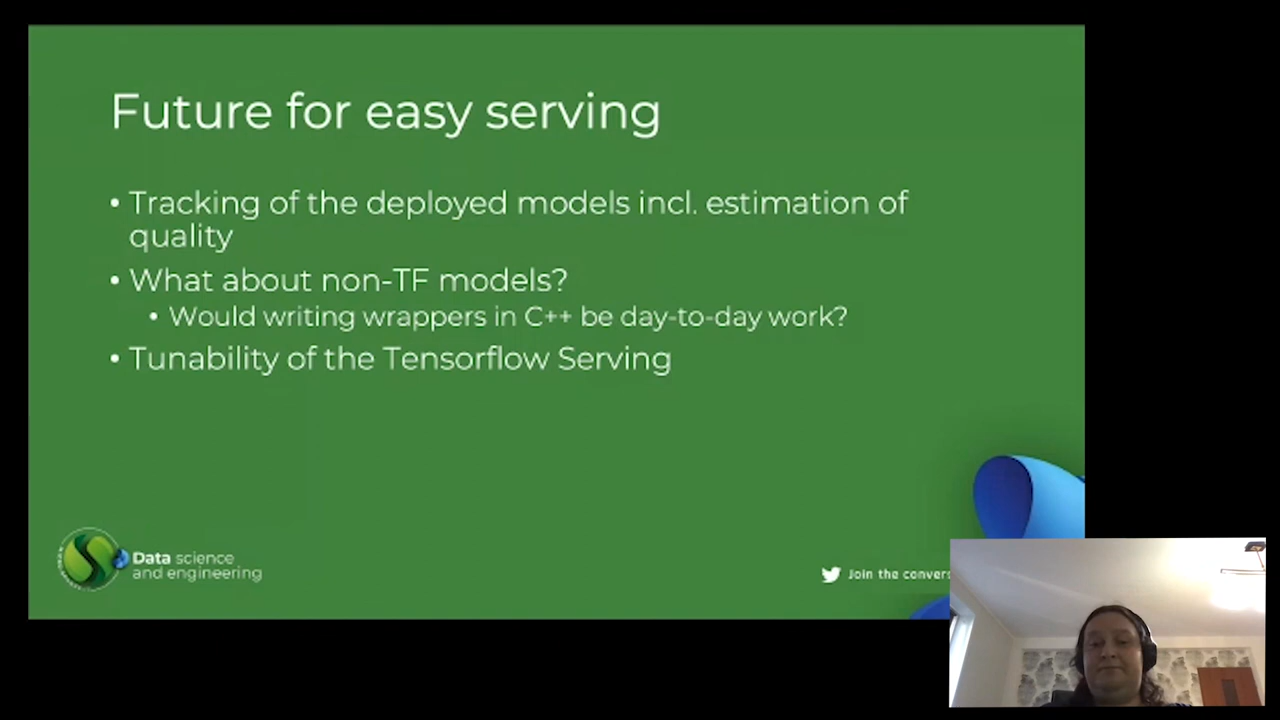 Future for easy serving
• Tracking of the deployed models incl. estimation of
quality
• What about non-TF models?
• Would writing wrappers in C++ be day-to-day work?
• Tunability of the Tensorflow Serving
Data science
and engineering
Join the convers